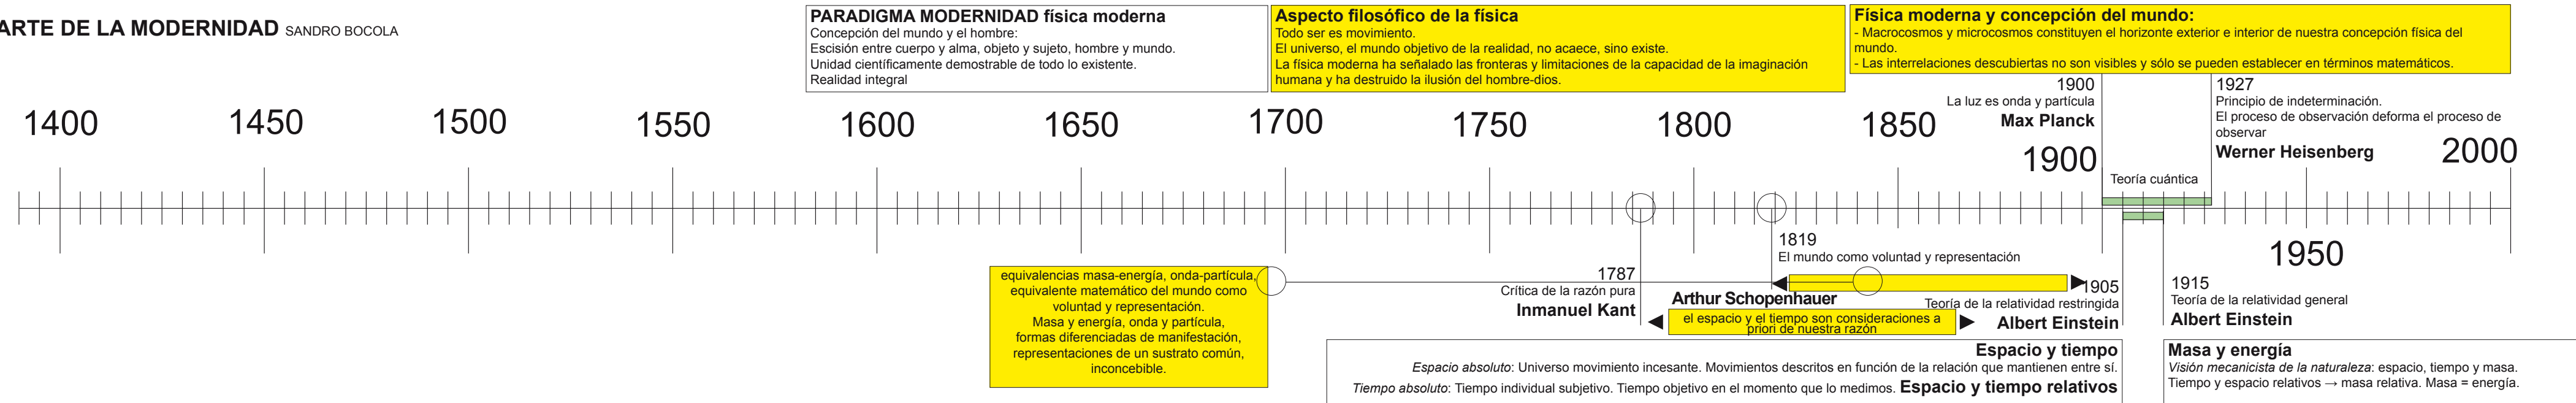 ARTE DE LA MODERNIDAD SANDRO BOCOLA
PARADIGMA MODERNIDAD física moderna
Concepción del mundo y el hombre:
Escisión entre cuerpo y alma, objeto y sujeto, hombre y mundo.
Unidad científicamente demostrable de todo lo existente.
Realidad integral
Aspecto filosófico de la física
Todo ser es movimiento.
El universo, el mundo objetivo de la realidad, no acaece, sino existe.
La física moderna ha señalado las fronteras y limitaciones de la capacidad de la imaginación
humana y ha destruido la ilusión del hombre-dios.
Física moderna y concepción del mundo:
- Macrocosmos y microcosmos constituyen el horizonte exterior e interior de nuestra concepción física del
mundo.
- Las interrelaciones descubiertas no son visibles y sólo se pueden establecer en términos matemáticos.
1900
La luz es onda y partícula
Max Planck
1927
Principio de indeterminación.
El proceso de observación deforma el proceso de
observar
Werner Heisenberg
1400 1450 1500 1550 1600 1650 1700 1750 1800 1850
1900
2000
Teoría cuántica
1950
equivalencias masa-energía, onda-partícula,
equivalente matemático del mundo como
voluntad y representación.
Masa y energía, onda y partícula,
formas diferenciadas de manifestación,
representaciones de un sustrato común,
inconcebible.
1787
Crítica de la razón pura
Inmanuel Kant
1819
El mundo como voluntad y representación
Arthur Schopenhauer
el espacio y el tiempo son consideraciones a
priori de nuestra razón
1905
Teoría de la relatividad restringida
Albert Einstein
1915
Teoría de la relatividad general
Albert Einstein
Espacio y tiempo
Espacio absoluto: Universo movimiento incesante. Movimientos descritos en función de la relación que mantienen entre sí.
Tiempo absoluto: Tiempo individual subjetivo. Tiempo objetivo en el momento que lo medimos. Espacio y tiempo relativos
Masa y energía
Visión mecanicista de la naturaleza: espacio, tiempo y masa.
Tiempo y espacio relativos → masa relativa. Masa = energía.